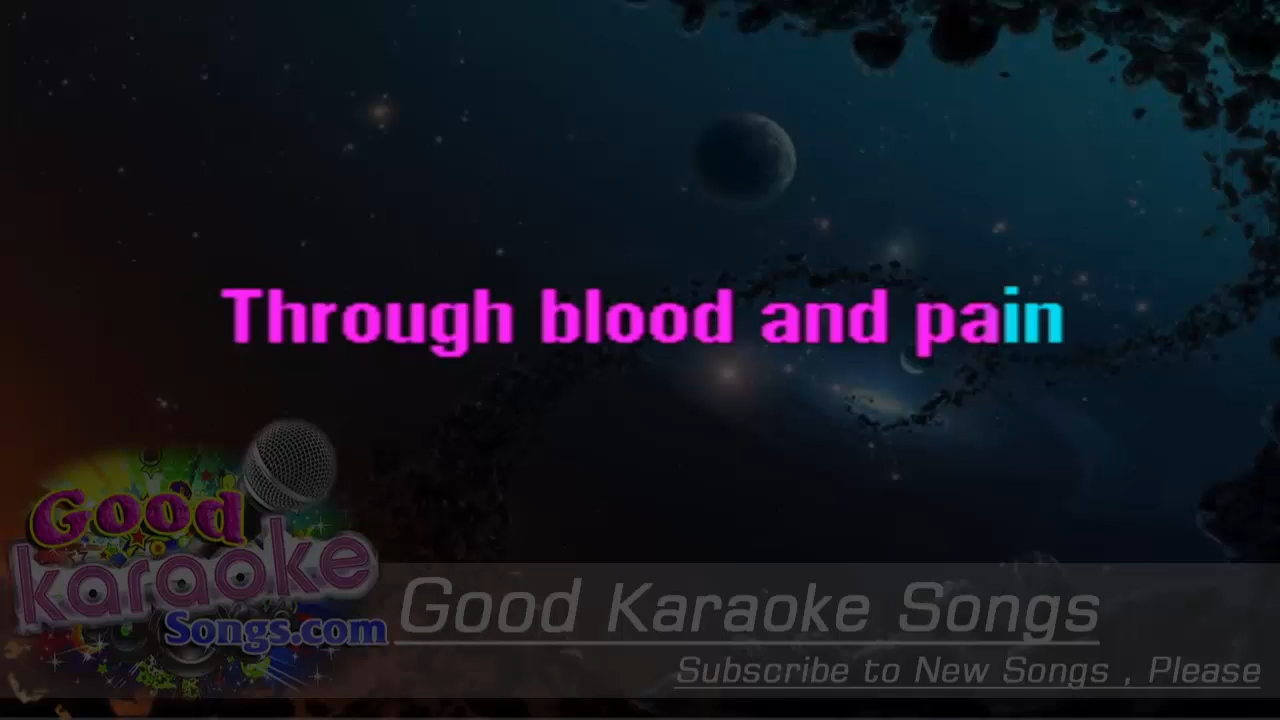 Through blood and pain
Good
karaoke
Songs.com
Good Karaoke Songs
Subscribe to New Songs , Please